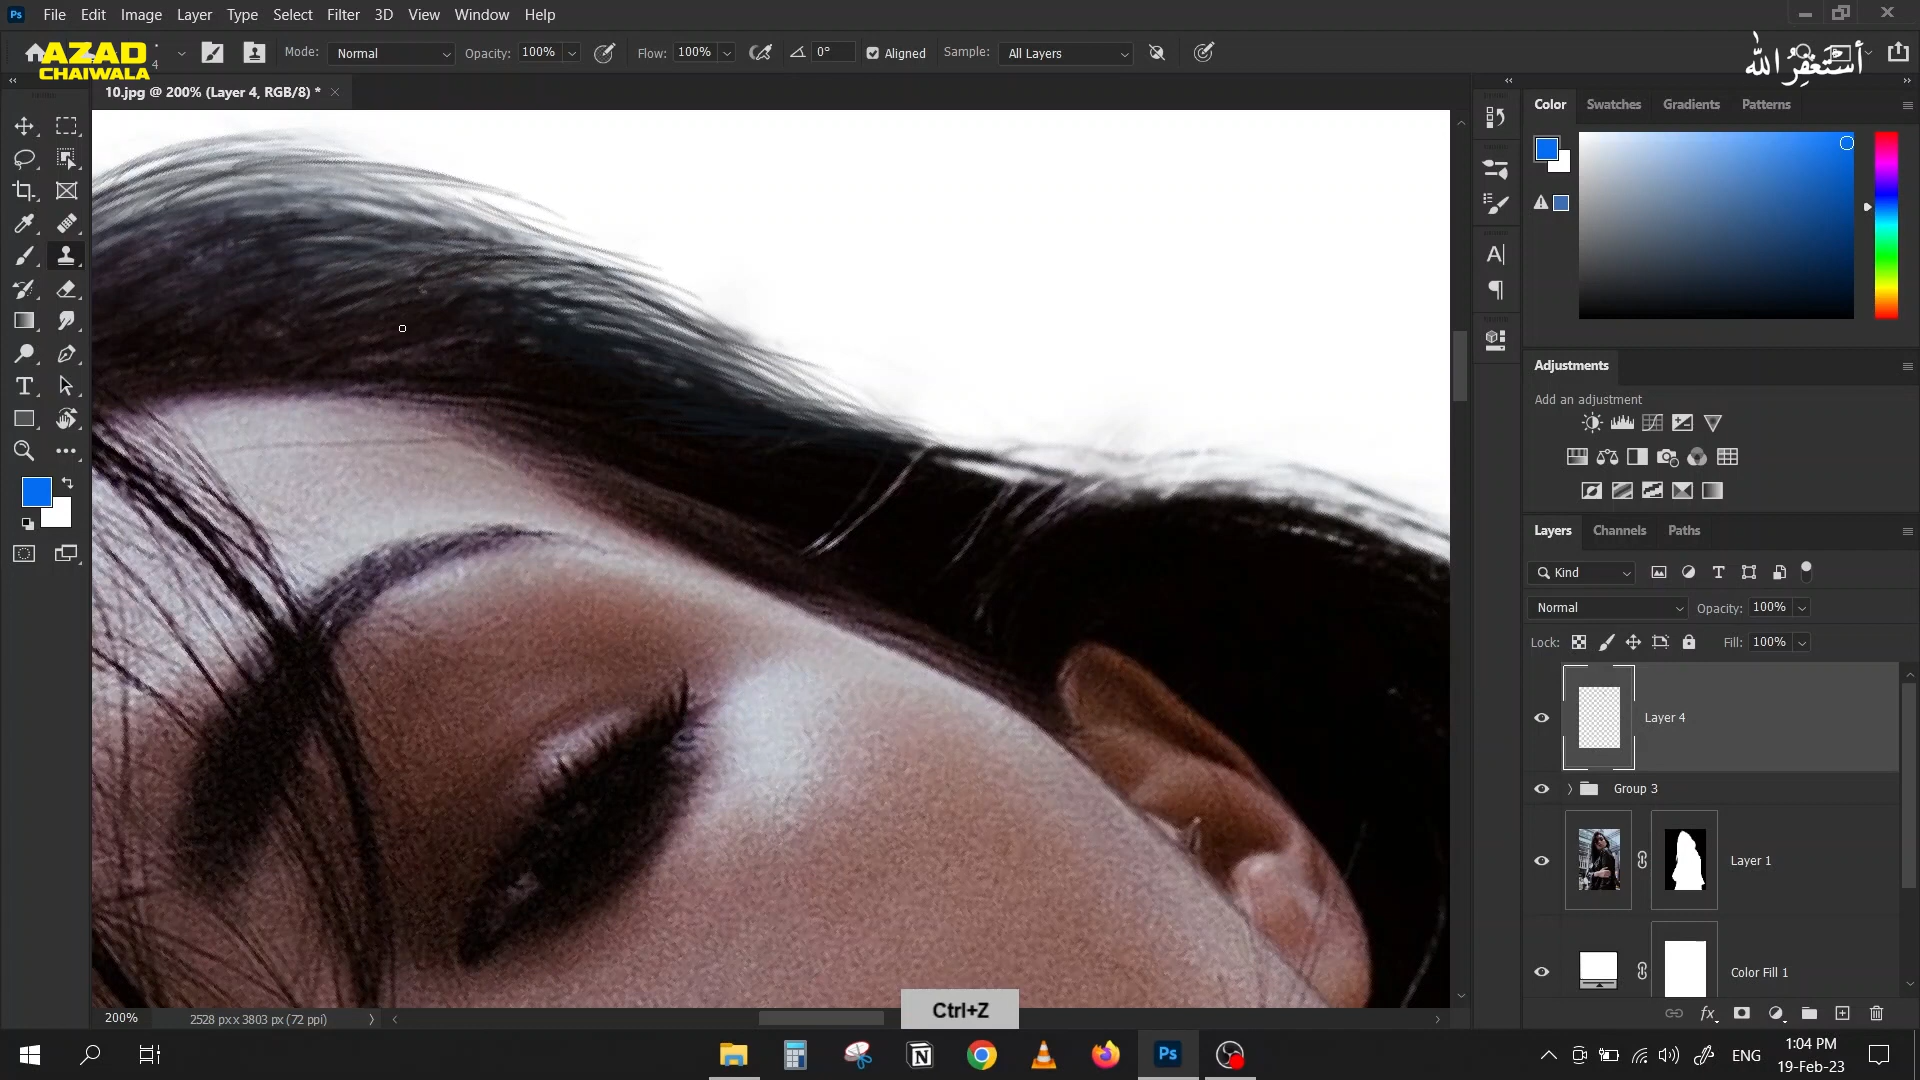 Ps File Edit Image Layer Type Select Filter 3D View Window Help
AZAD
CHAIWALA
4
Mode: Normal Opacity: 100% Flow: 100% 0° Aligned Sample: All Layers
أستغفر الله
10.jpg @ 200% (Layer 4, RGB/8) *
Color Swatches Gradients Patterns
Adjustments
Add an adjustment
Layers Channels Paths
Kind
Normal Opacity: 100%
Lock: Fill: 100%
Layer 4
Group 3
Layer 1
Color Fill 1
Ctrl+Z
200% 2528 px x 3803 px (72 ppi)
Ps
ENG
1:04 PM
19-Feb-23